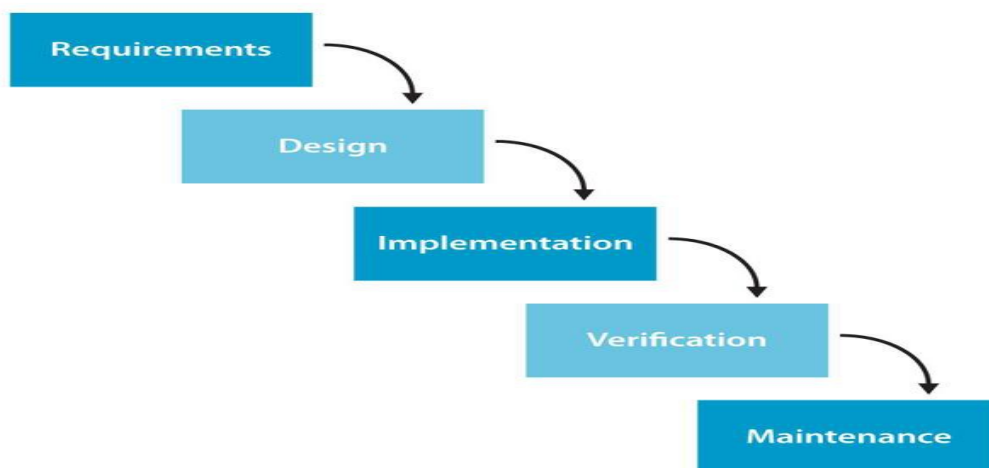 Requirements
Design
Implementation
Verification
Maintenance